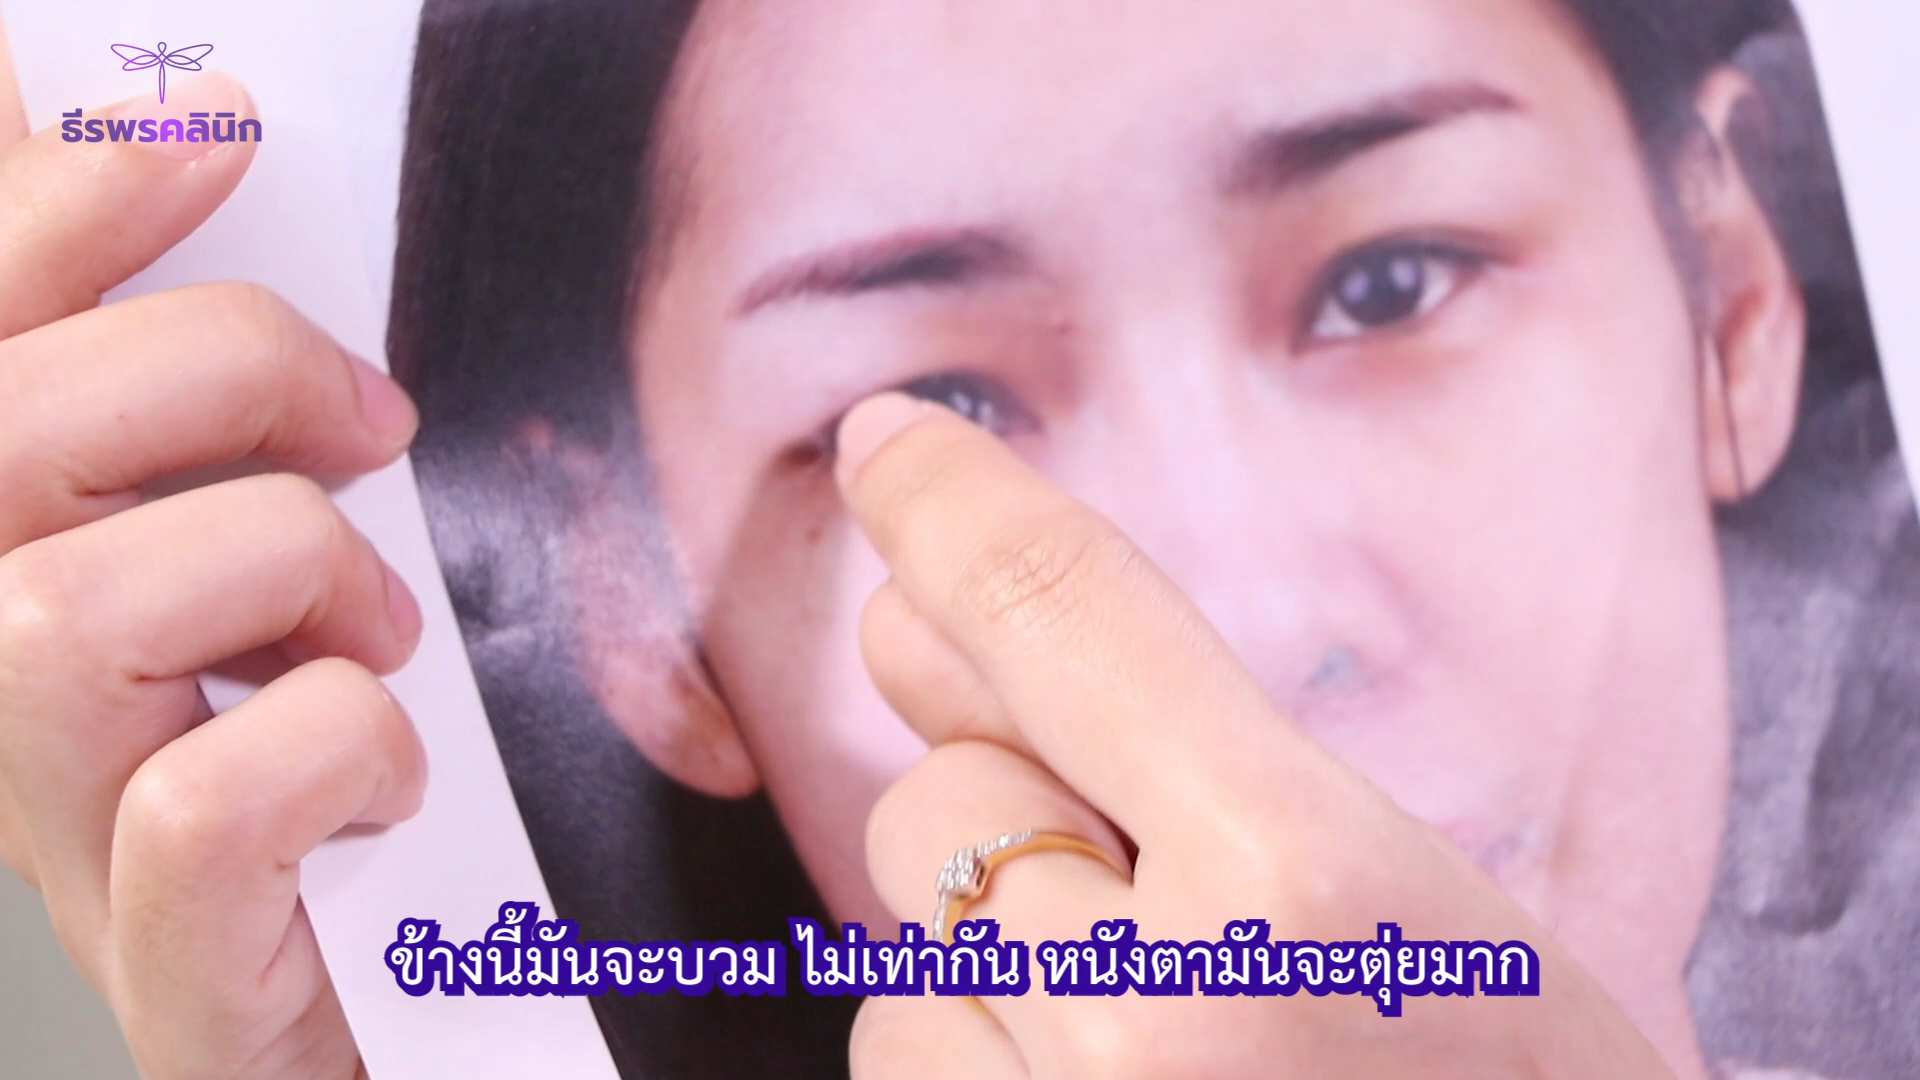 ธีรพรคลินิก
ข้างนี้มันจะบวม ไม่เท่ากัน หนังตามันจะตุ่ยมาก